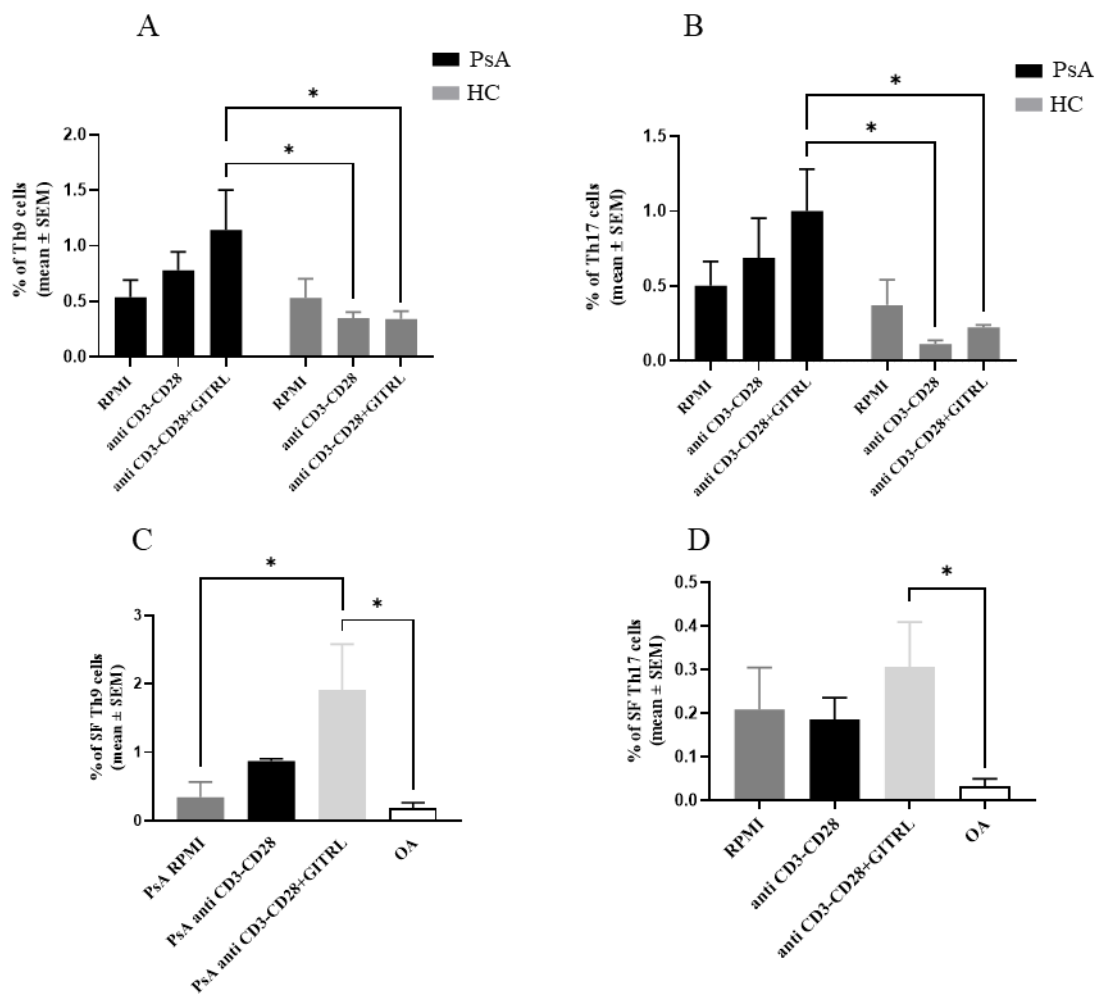 A
PsA
HC
*
*
2.0
1.5
1.0
0.5
0.0
% of Th9 cells
(mean ± SEM)
RPMI
anti CD3-CD28
anti CD3-CD28+GITRL
RPMI
anti CD3-CD28
anti CD3-CD28+GITRL
B
PsA
HC
*
*
1.5
1.0
0.5
0.0
% of Th17 cells
(mean ± SEM)
RPMI
anti CD3-CD28
anti CD3-CD28+GITRL
RPMI
anti CD3-CD28
anti CD3-CD28+GITRL
C
*
*
3
2
1
0
% of SF Th9 cells
(mean ± SEM)
PsA RPMI
PsA anti CD3-CD28
PsA anti CD3-CD28+GITRL
OA
D
*
0.5
0.4
0.3
0.2
0.1
0.0
% of SF Th17 cells
(mean ± SEM)
RPMI
anti CD3-CD28
anti CD3-CD28+GITRL
OA